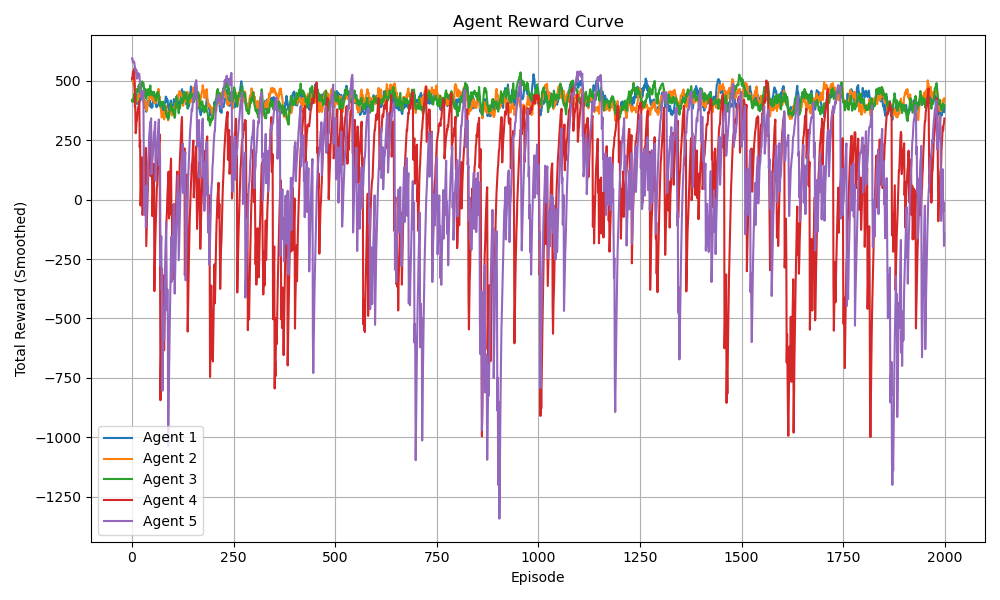 Agent Reward Curve
Total Reward (Smoothed)
500
250
0
−250
−500
−750
−1000
−1250
Agent 1
Agent 2
Agent 3
Agent 4
Agent 5
0 250 500 750 1000 1250 1500 1750 2000
Episode